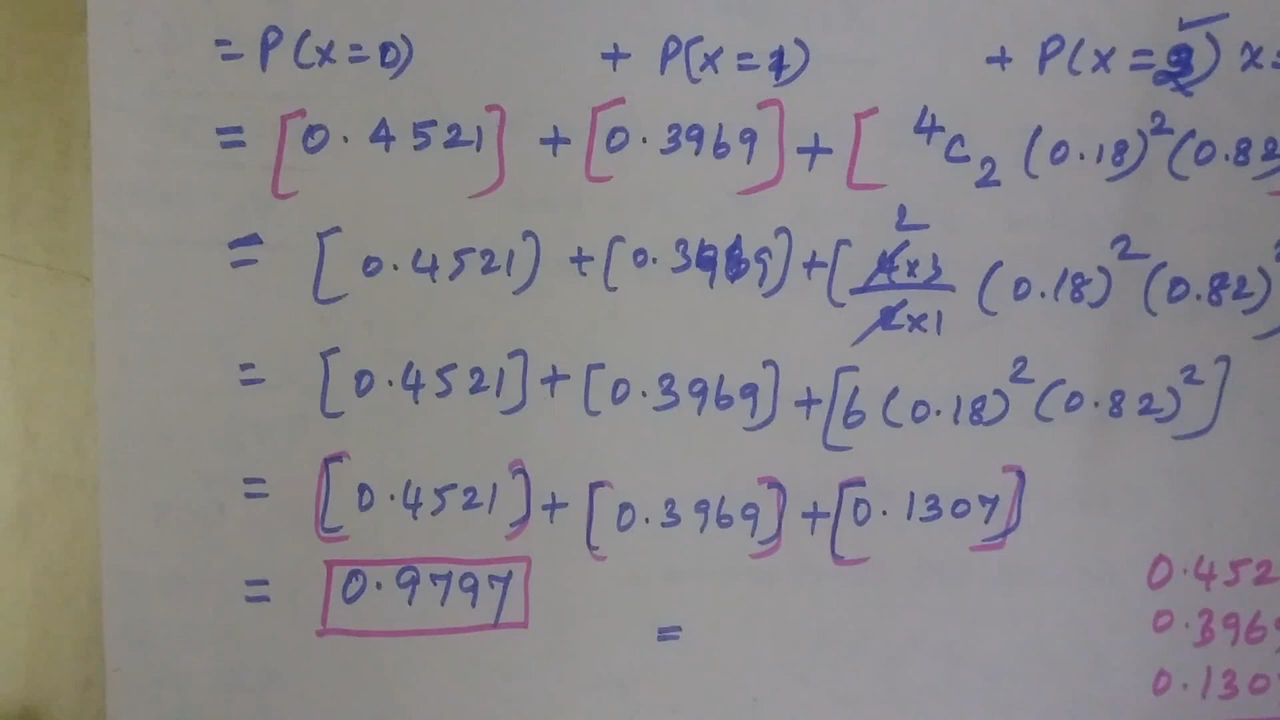 = P(x=0) + P(x=1) + P(x=2) x=
= [0.4521] + [0.3969] + [ ⁴C₂ (0.18)² (0.82
= [0.4521) + [0.3969] + [ 4x3 / 2x1 2 (0.18)² (0.82)²
= [0.4521] + [0.3969] + [6 (0.18)² (0.82)²]
= [0.4521] + [0.3969] + [0.1307]
= 0.9797 =
0.452
0.396
0.130